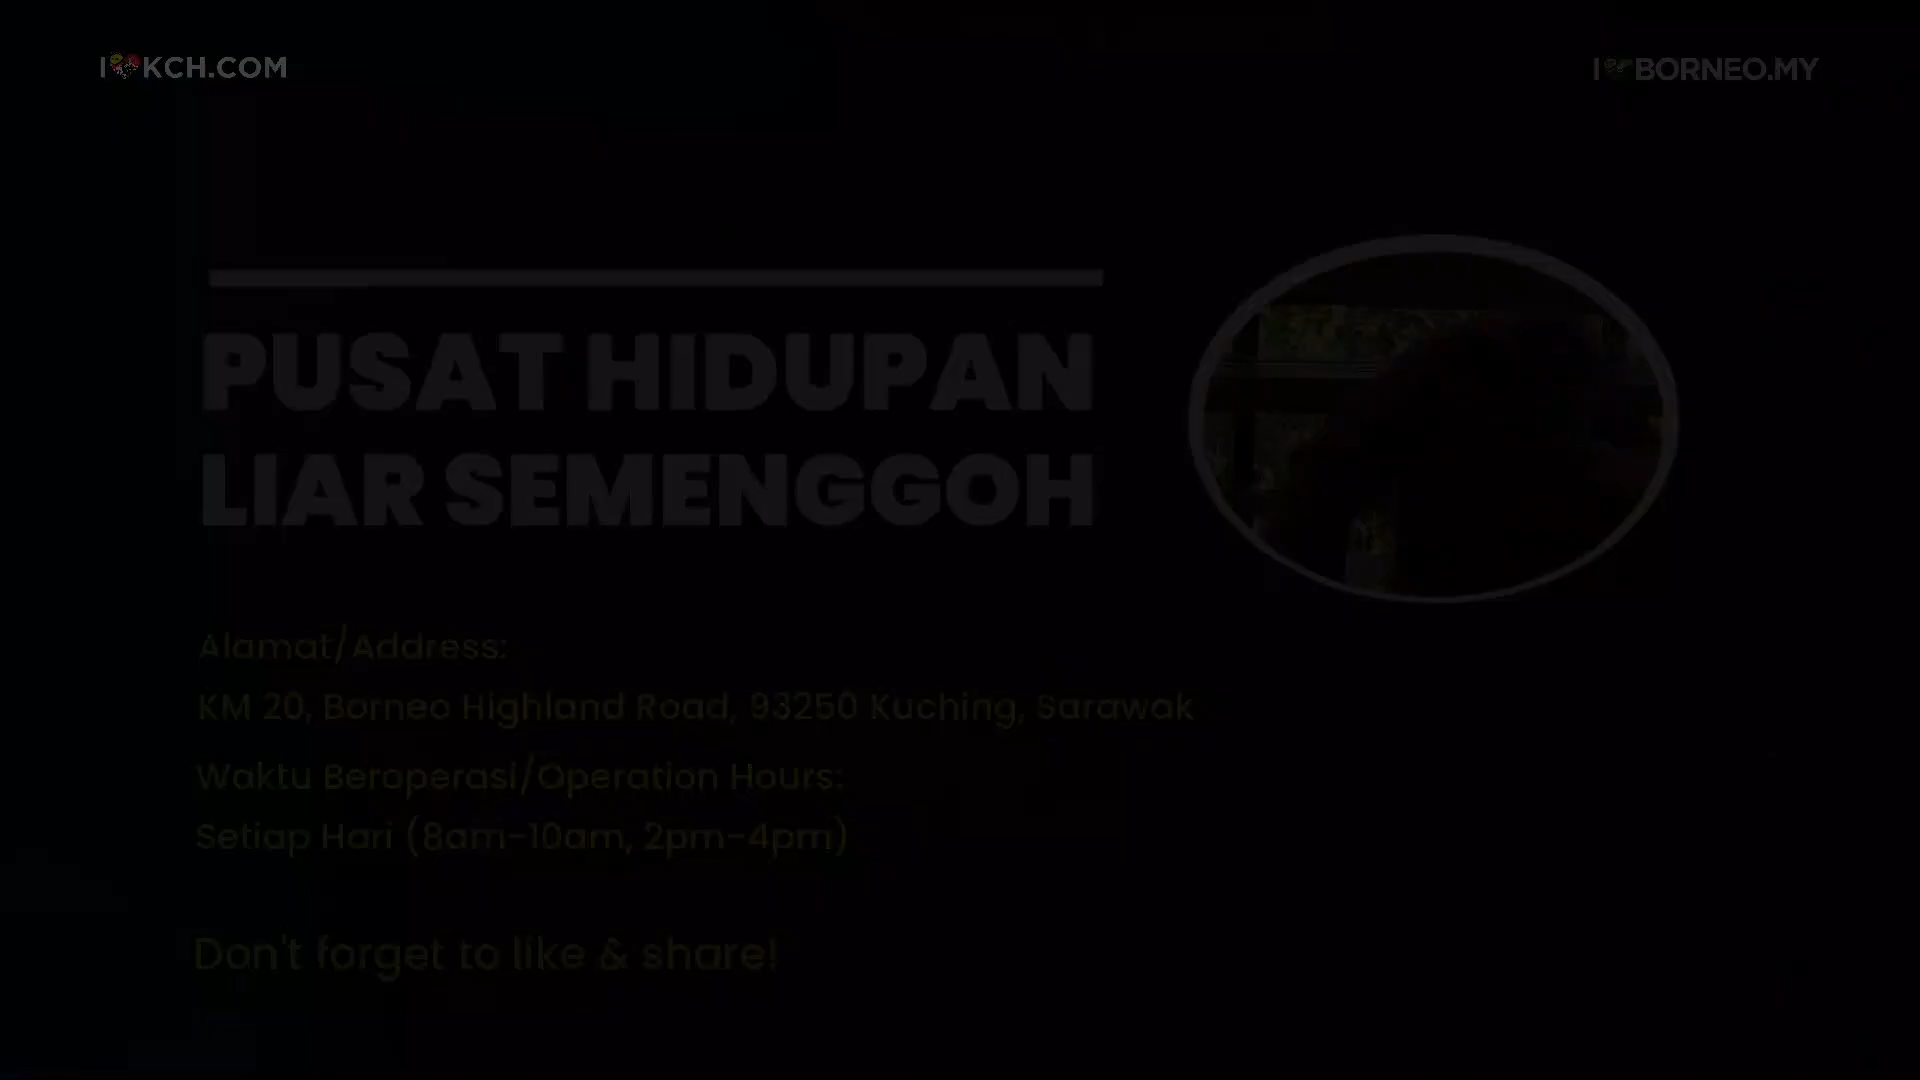 I KCH.COM
I BORNEO.MY
PUSAT HIDUPAN
LIAR SEMENGGOH
Alamat/Address:
KM 20, Borneo Highland Road, 93250 Kuching, Sarawak
Waktu Beroperasi/Operation Hours:
Setiap Hari (8am-10am, 2pm-4pm)
Don't forget to like & share!